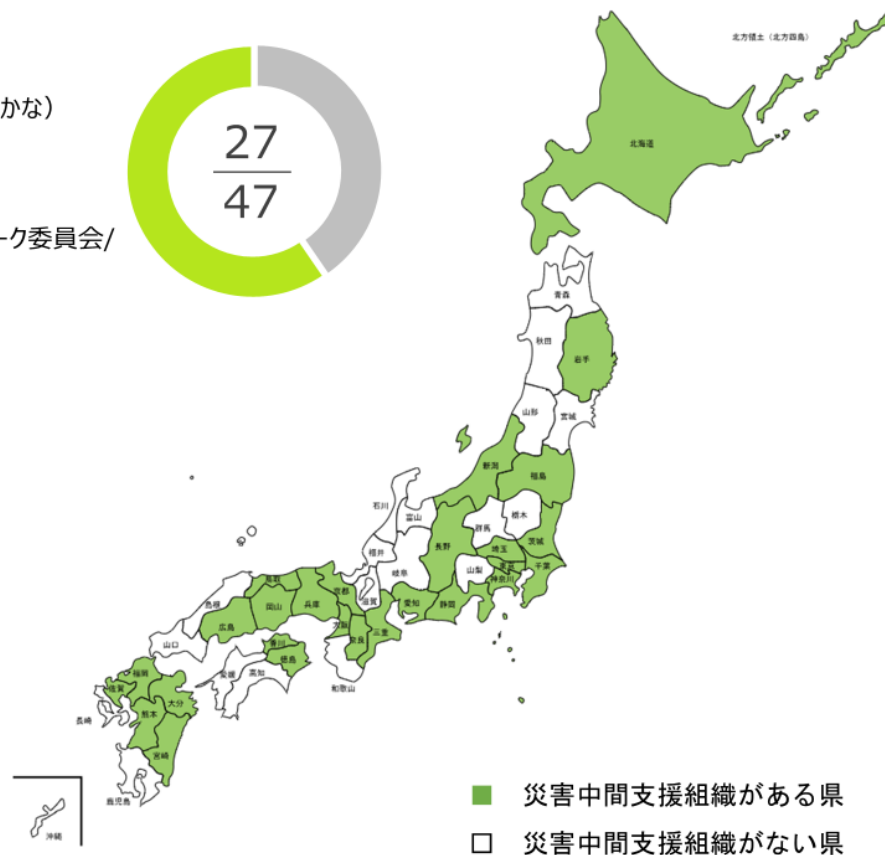 かな）
ーク委員会/
27
47
北方領土（北方四島）
北海道
青森
秋田
岩手
山形
宮城
新潟
福島
石川
富山
群馬
栃木
茨城
福井
長野
埼玉
岐阜
山梨
東京
千葉
神奈川
滋賀
愛知
静岡
鳥取
京都
島根
岡山
兵庫
広島
大阪
奈良
三重
山口
香川
徳島
愛媛
高知
和歌山
福岡
佐賀
大分
長崎
熊本
宮崎
鹿児島
沖縄
災害中間支援組織がある県
災害中間支援組織がない県